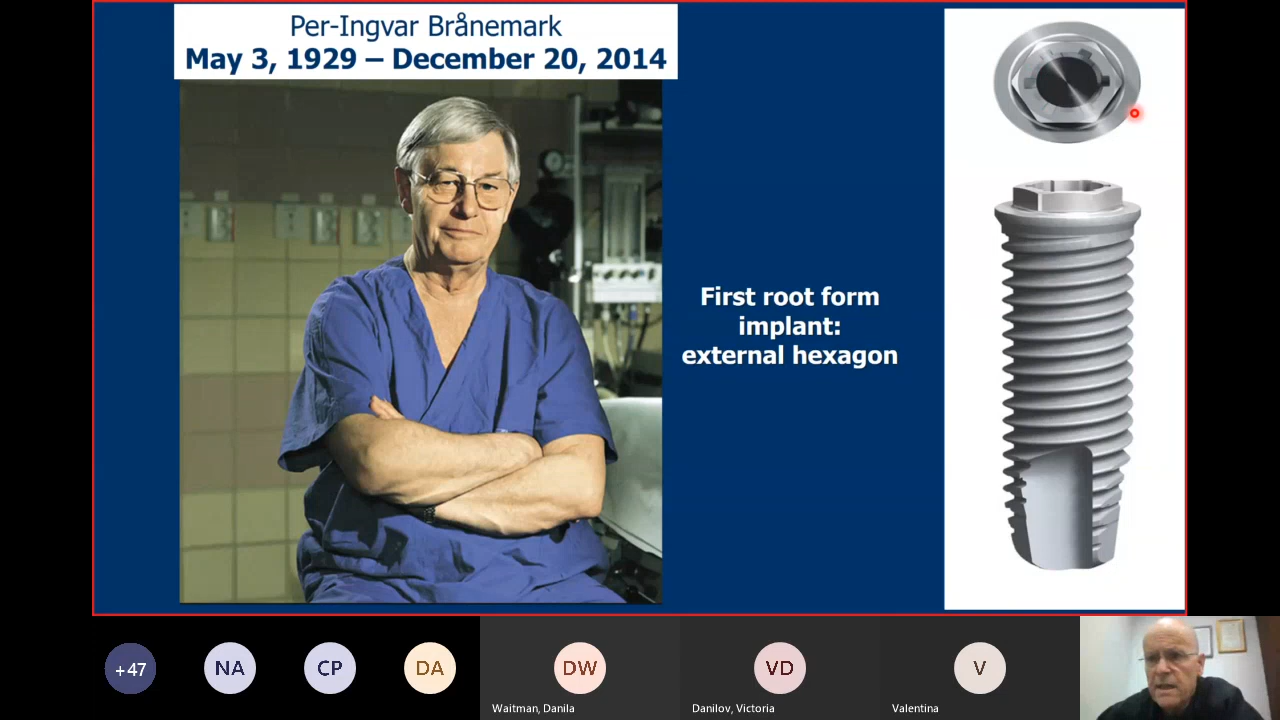 Per-Ingvar Brånemark
May 3, 1929 – December 20, 2014
First root form
implant:
external hexagon
+47
NA
CP
DA
DW
VD
V
Waitman, Danila
Danilov, Victoria
Valentina